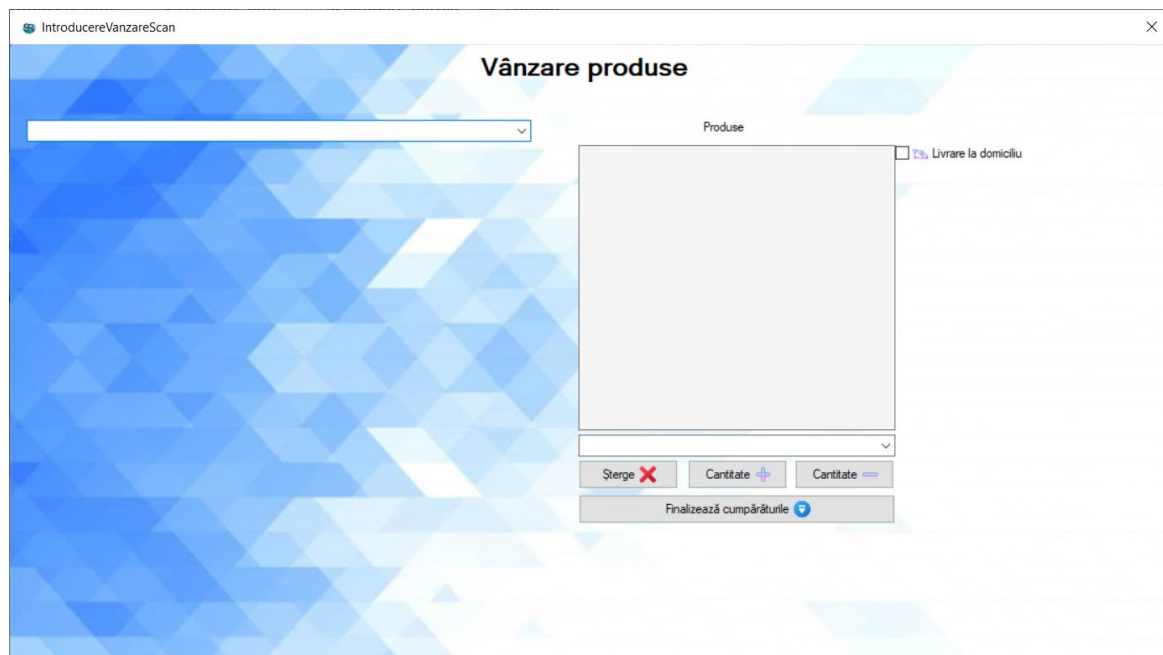 IntroducereVanzareScan
Vânzare produse
Produse
Livrare la domiciliu
Șterge
Cantitate
Cantitate
Finalizează cumpărăturile